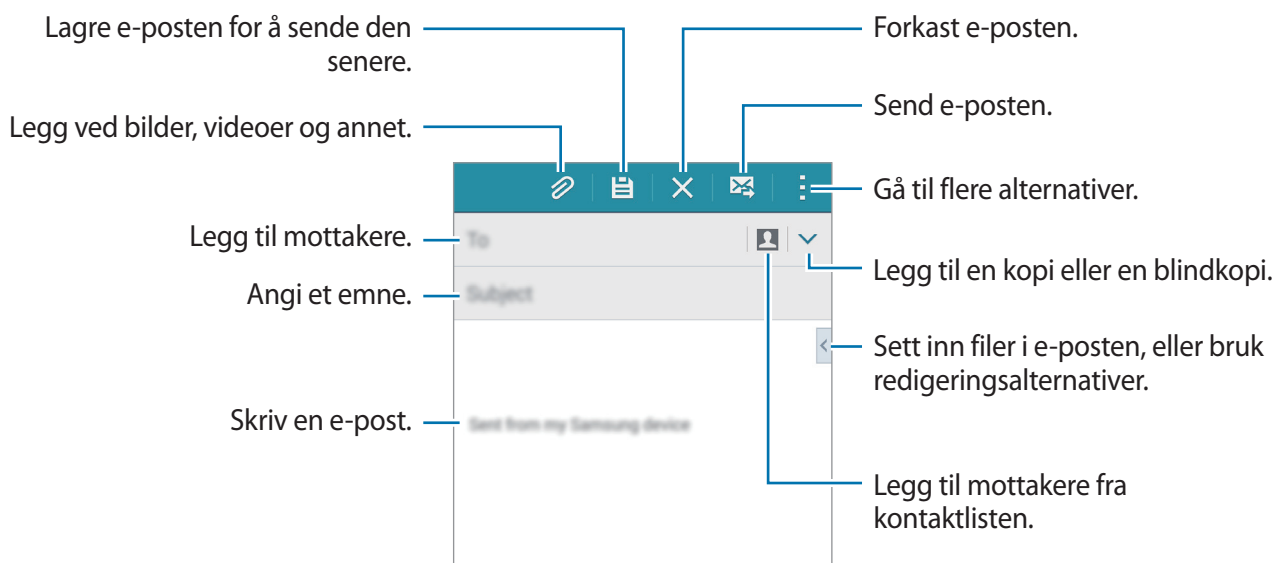 Lagre e-posten for å sende den
senere.
Forkast e-posten.
Send e-posten.
Legg ved bilder, videoer og annet.
Gå til flere alternativer.
Legg til mottakere.
To
Legg til en kopi eller en blindkopi.
Angi et emne.
Subject
Sett inn filer i e-posten, eller bruk
redigeringsalternativer.
Skriv en e-post.
Sent from my Samsung device
Legg til mottakere fra
kontaktlisten.